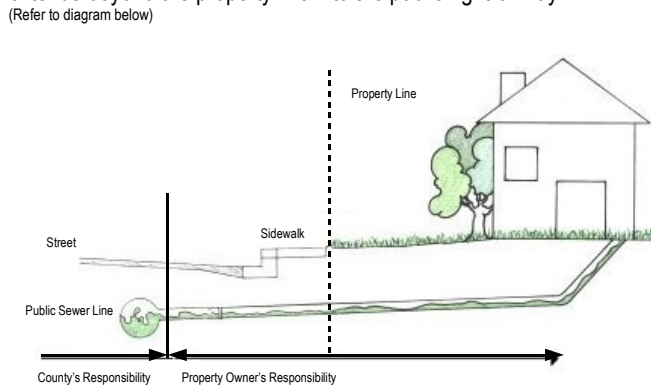 (Refer to diagram below)
Property Line
Sidewalk
Street
Public Sewer Line
County's Responsibility
Property Owner's Responsibility